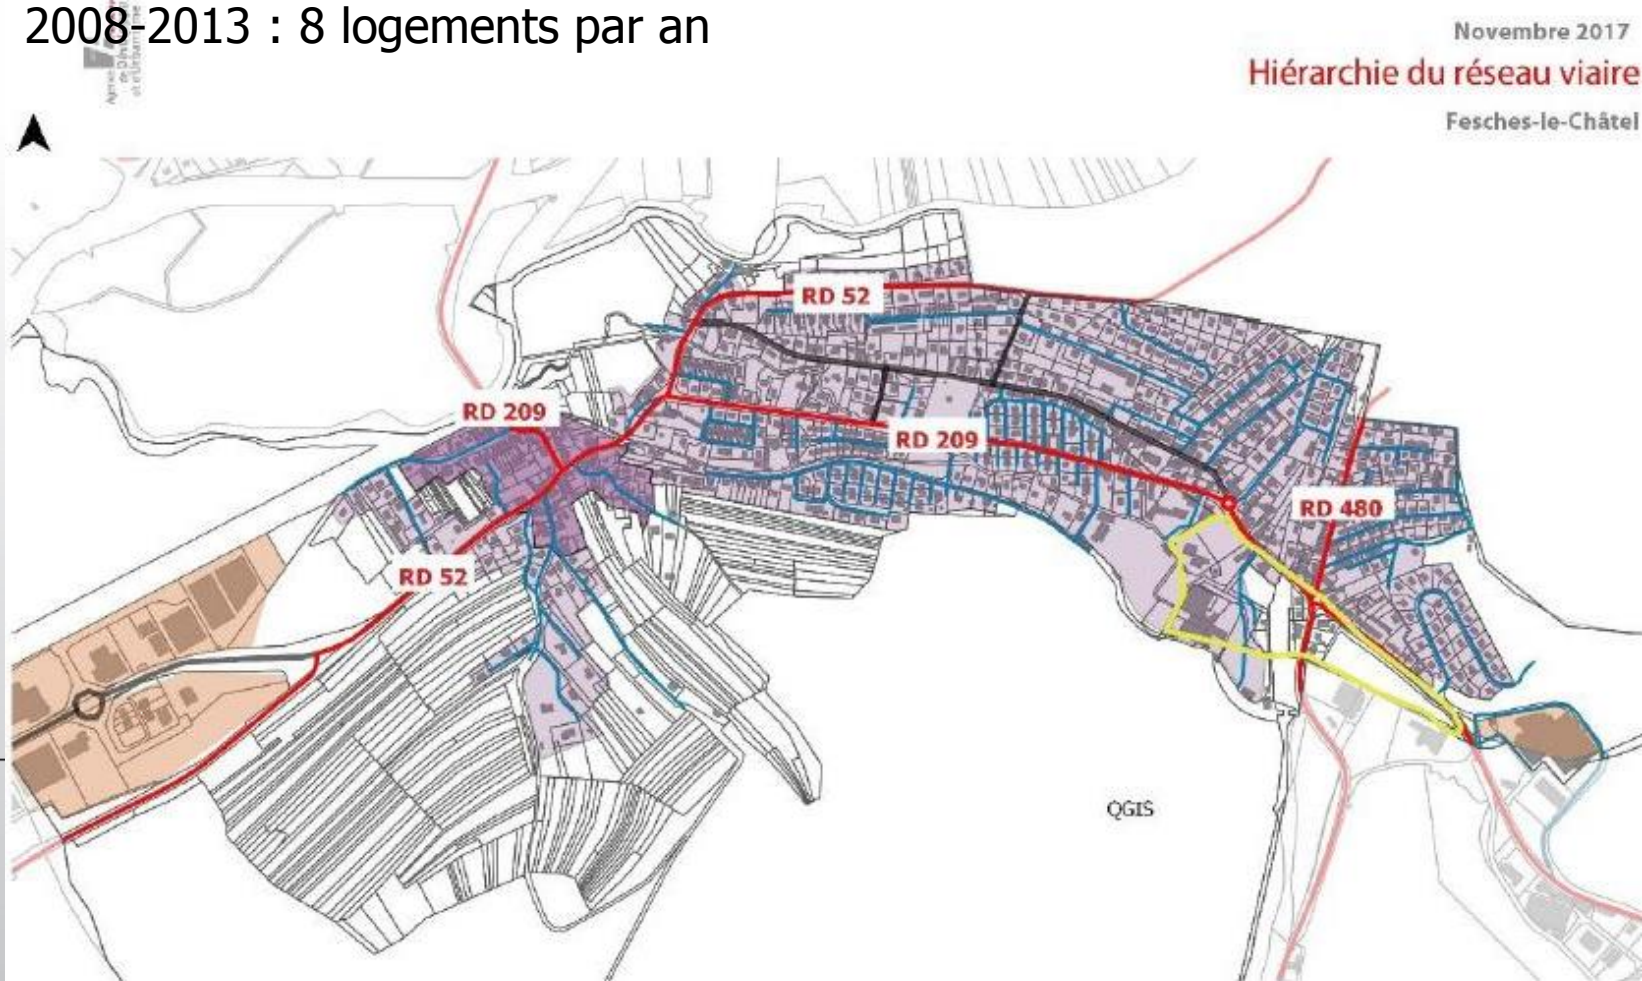 2008-2013 : 8 logements par an
Novembre 2017
Hiérarchie du réseau viaire
Fesches-le-Châtel
RD 52
RD 209
RD 209
RD 480
RD 52
QGIS